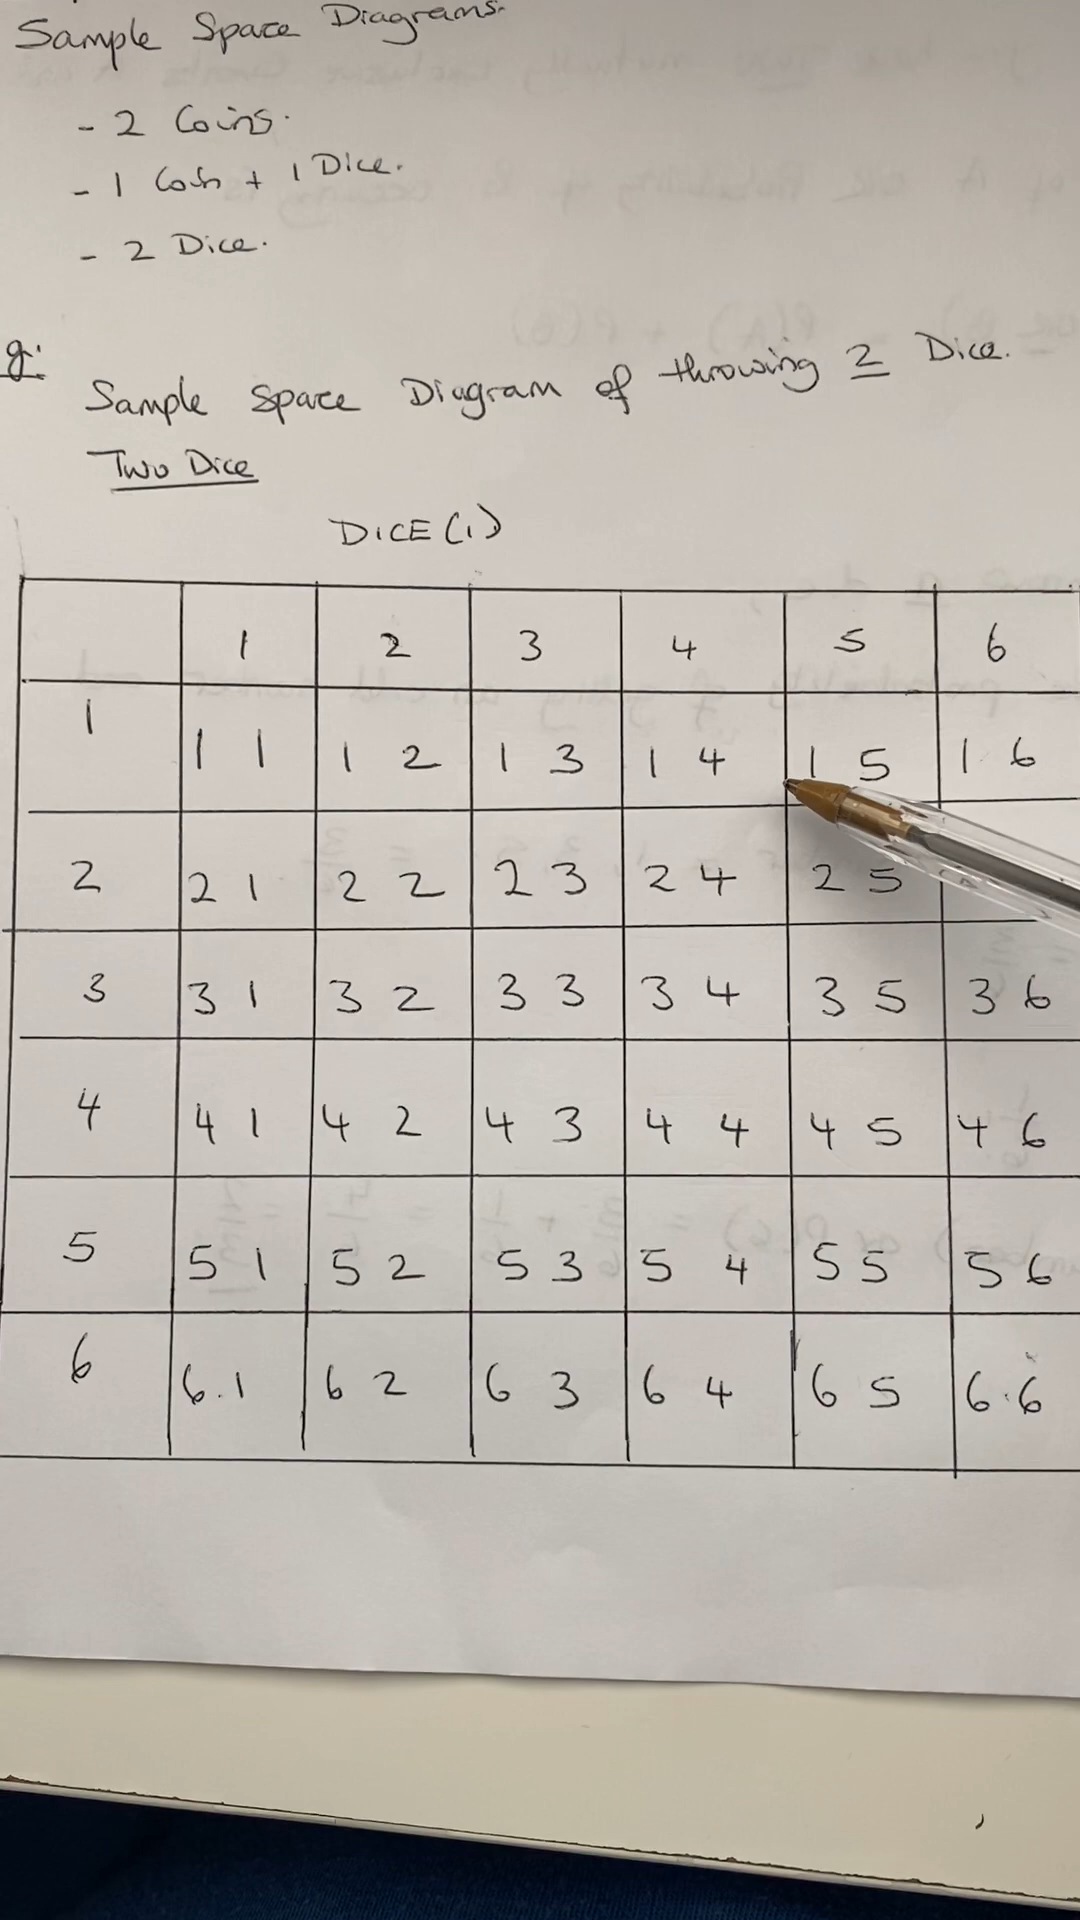 Sample Space Diagrams.
- 2 Coins.
- 1 Coin + 1 Dice.
- 2 Dice.
g:
Sample Space Diagram of throwing 2 Dice.
Two Dice
DICE (1)
1 2 3 4 5 6
1 1 1 1 2 1 3 1 4 1 5 1 6
2 2 1 2 2 2 3 2 4 2 5
3 3 1 3 2 3 3 3 4 3 5 3 6
4 4 1 4 2 4 3 4 4 4 5 4 6
5 5 1 5 2 5 3 5 4 5 5 5 6
6 6.1 6 2 6 3 6 4 6 5 6.6